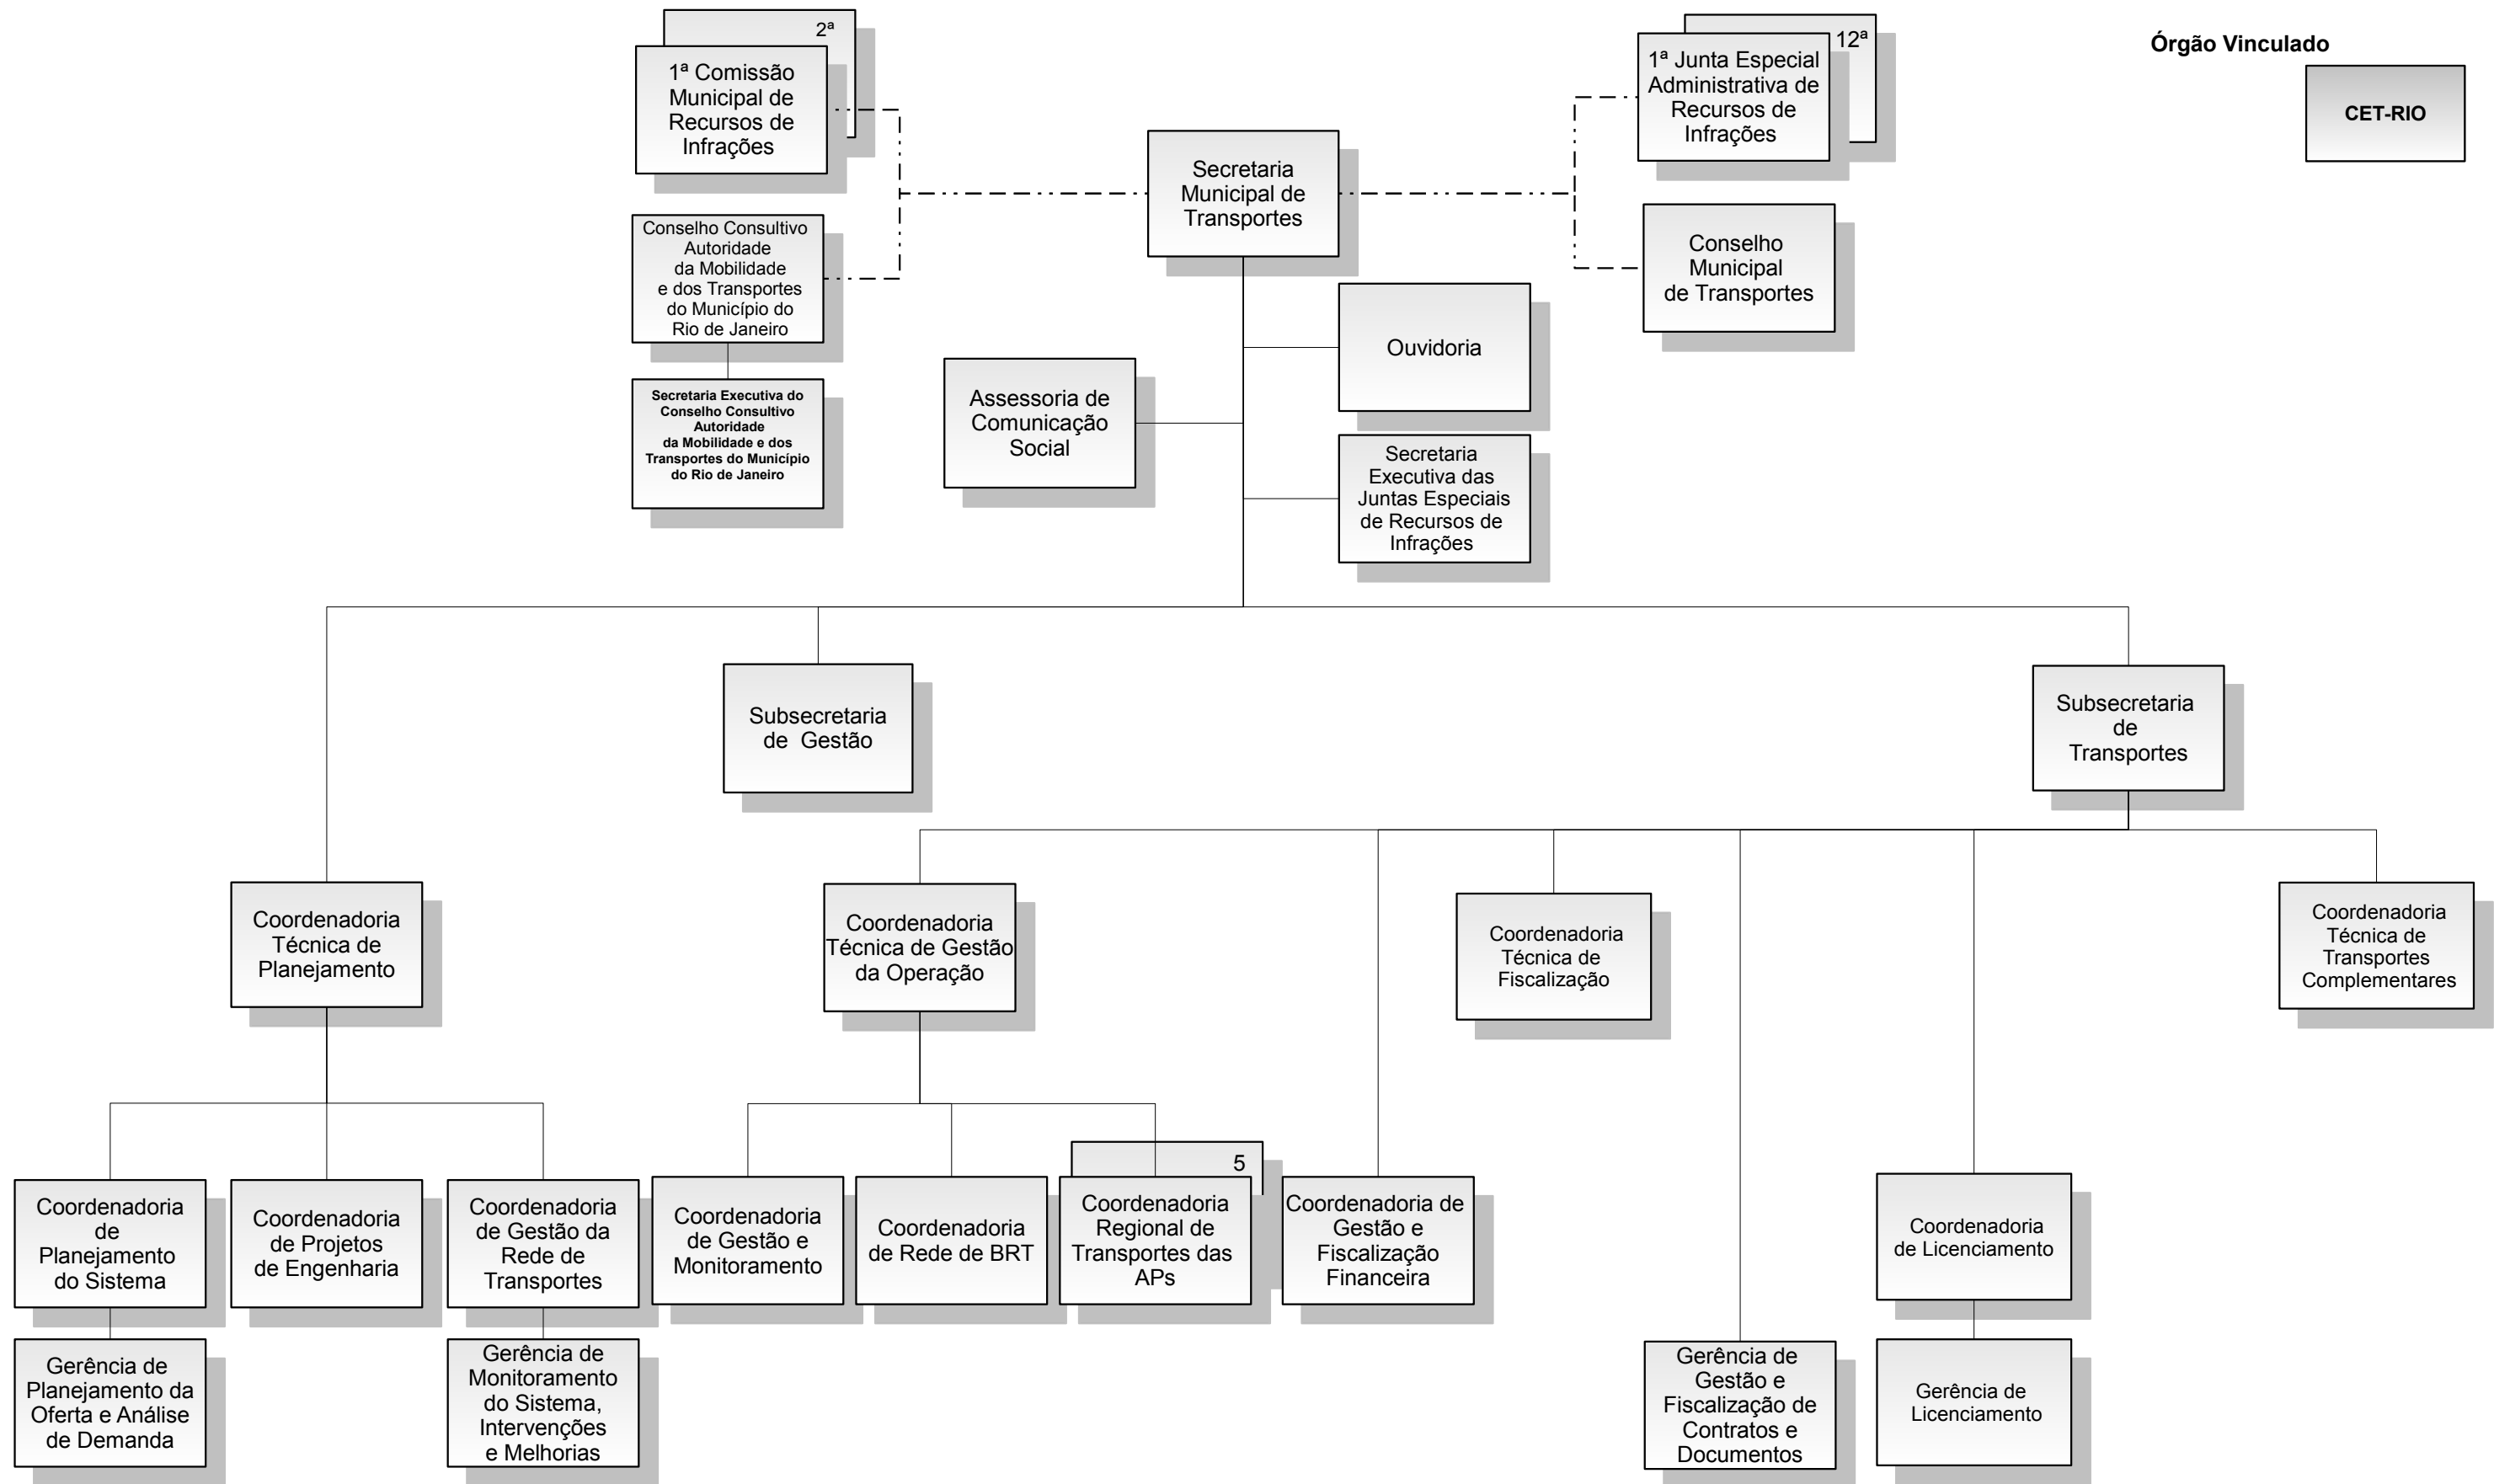 2ª
1ª Comissão
Municipal de
Recursos de
Infrações
12ª
1ª Junta Especial
Administrativa de
Recursos de
Infrações
Órgão Vinculado
CET-RIO
Secretaria
Municipal de
Transportes
Conselho Consultivo
Autoridade
da Mobilidade
e dos Transportes
do Município do
Rio de Janeiro
Conselho
Municipal
de Transportes
Secretaria Executiva do
Conselho Consultivo
Autoridade
da Mobilidade e dos
Transportes do Município
do Rio de Janeiro
Assessoria de
Comunicação
Social
Ouvidoria
Secretaria
Executiva das
Juntas Especiais
de Recursos de
Infrações
Subsecretaria
de Gestão
Subsecretaria
de
Transportes
Coordenadoria
Técnica de
Planejamento
Coordenadoria
Técnica de Gestão
da Operação
Coordenadoria
Técnica de
Fiscalização
Coordenadoria
Técnica de
Transportes
Complementares
Coordenadoria
de
Planejamento
do Sistema
Coordenadoria
de Projetos
de Engenharia
Coordenadoria
de Gestão da
Rede de
Transportes
Coordenadoria
de Gestão e
Monitoramento
Coordenadoria
de Rede de BRT
5
Coordenadoria
Regional de
Transportes das
APs
Coordenadoria de
Gestão e
Fiscalização
Financeira
Coordenadoria
de Licenciamento
Gerência de
Planejamento da
Oferta e Análise
de Demanda
Gerência de
Monitoramento
do Sistema,
Intervenções
e Melhorias
Gerência de
Gestão e
Fiscalização de
Contratos e
Documentos
Gerência de
Licenciamento